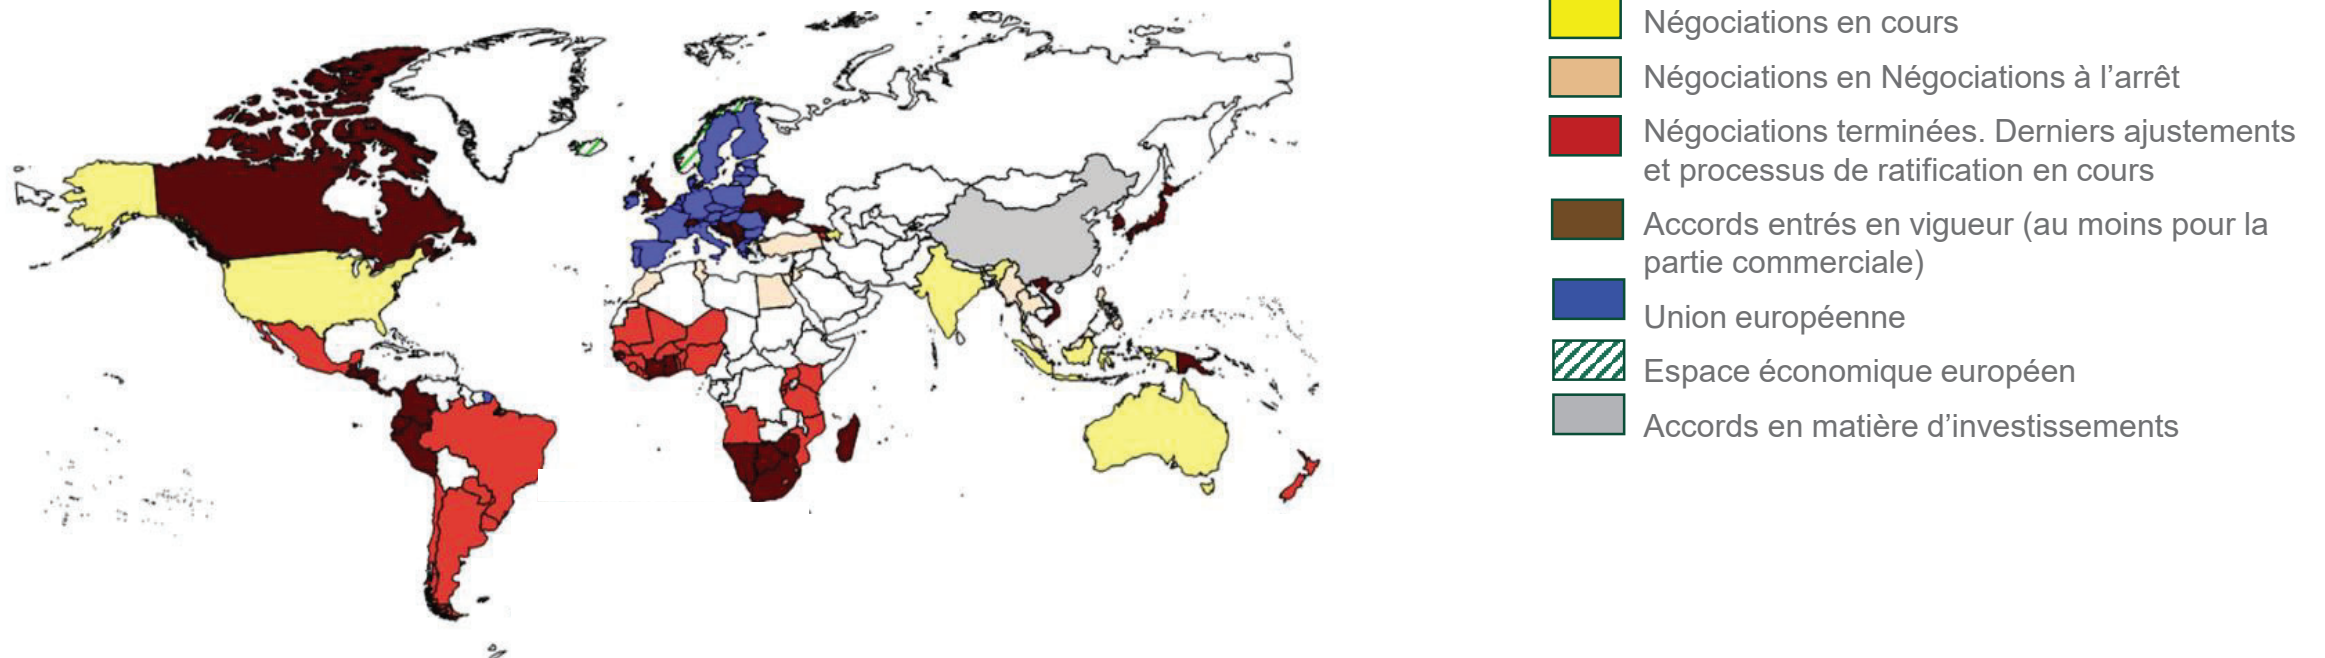 Négociations en cours
Négociations en Négociations à l’arrêt
Négociations terminées. Derniers ajustements
et processus de ratification en cours
Accords entrés en vigueur (au moins pour la
partie commerciale)
Union européenne
Espace économique européen
Accords en matière d’investissements